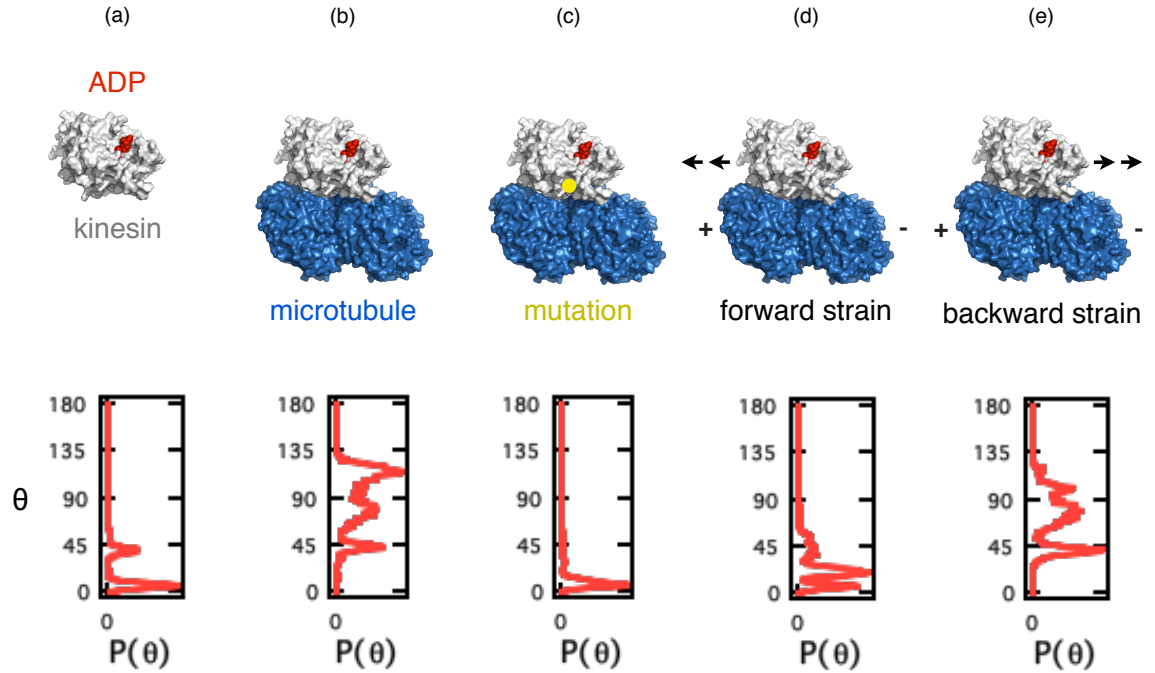 (a) (b) (c) (d) (e)
ADP
kinesin
+ - + -
microtubule mutation forward strain backward strain
180 180 180 180 180
135 135 135 135 135
θ 90 90 90 90 90
45 45 45 45 45
0 0 0 0 0
0 0 0 0 0
P(θ) P(θ) P(θ) P(θ) P(θ)